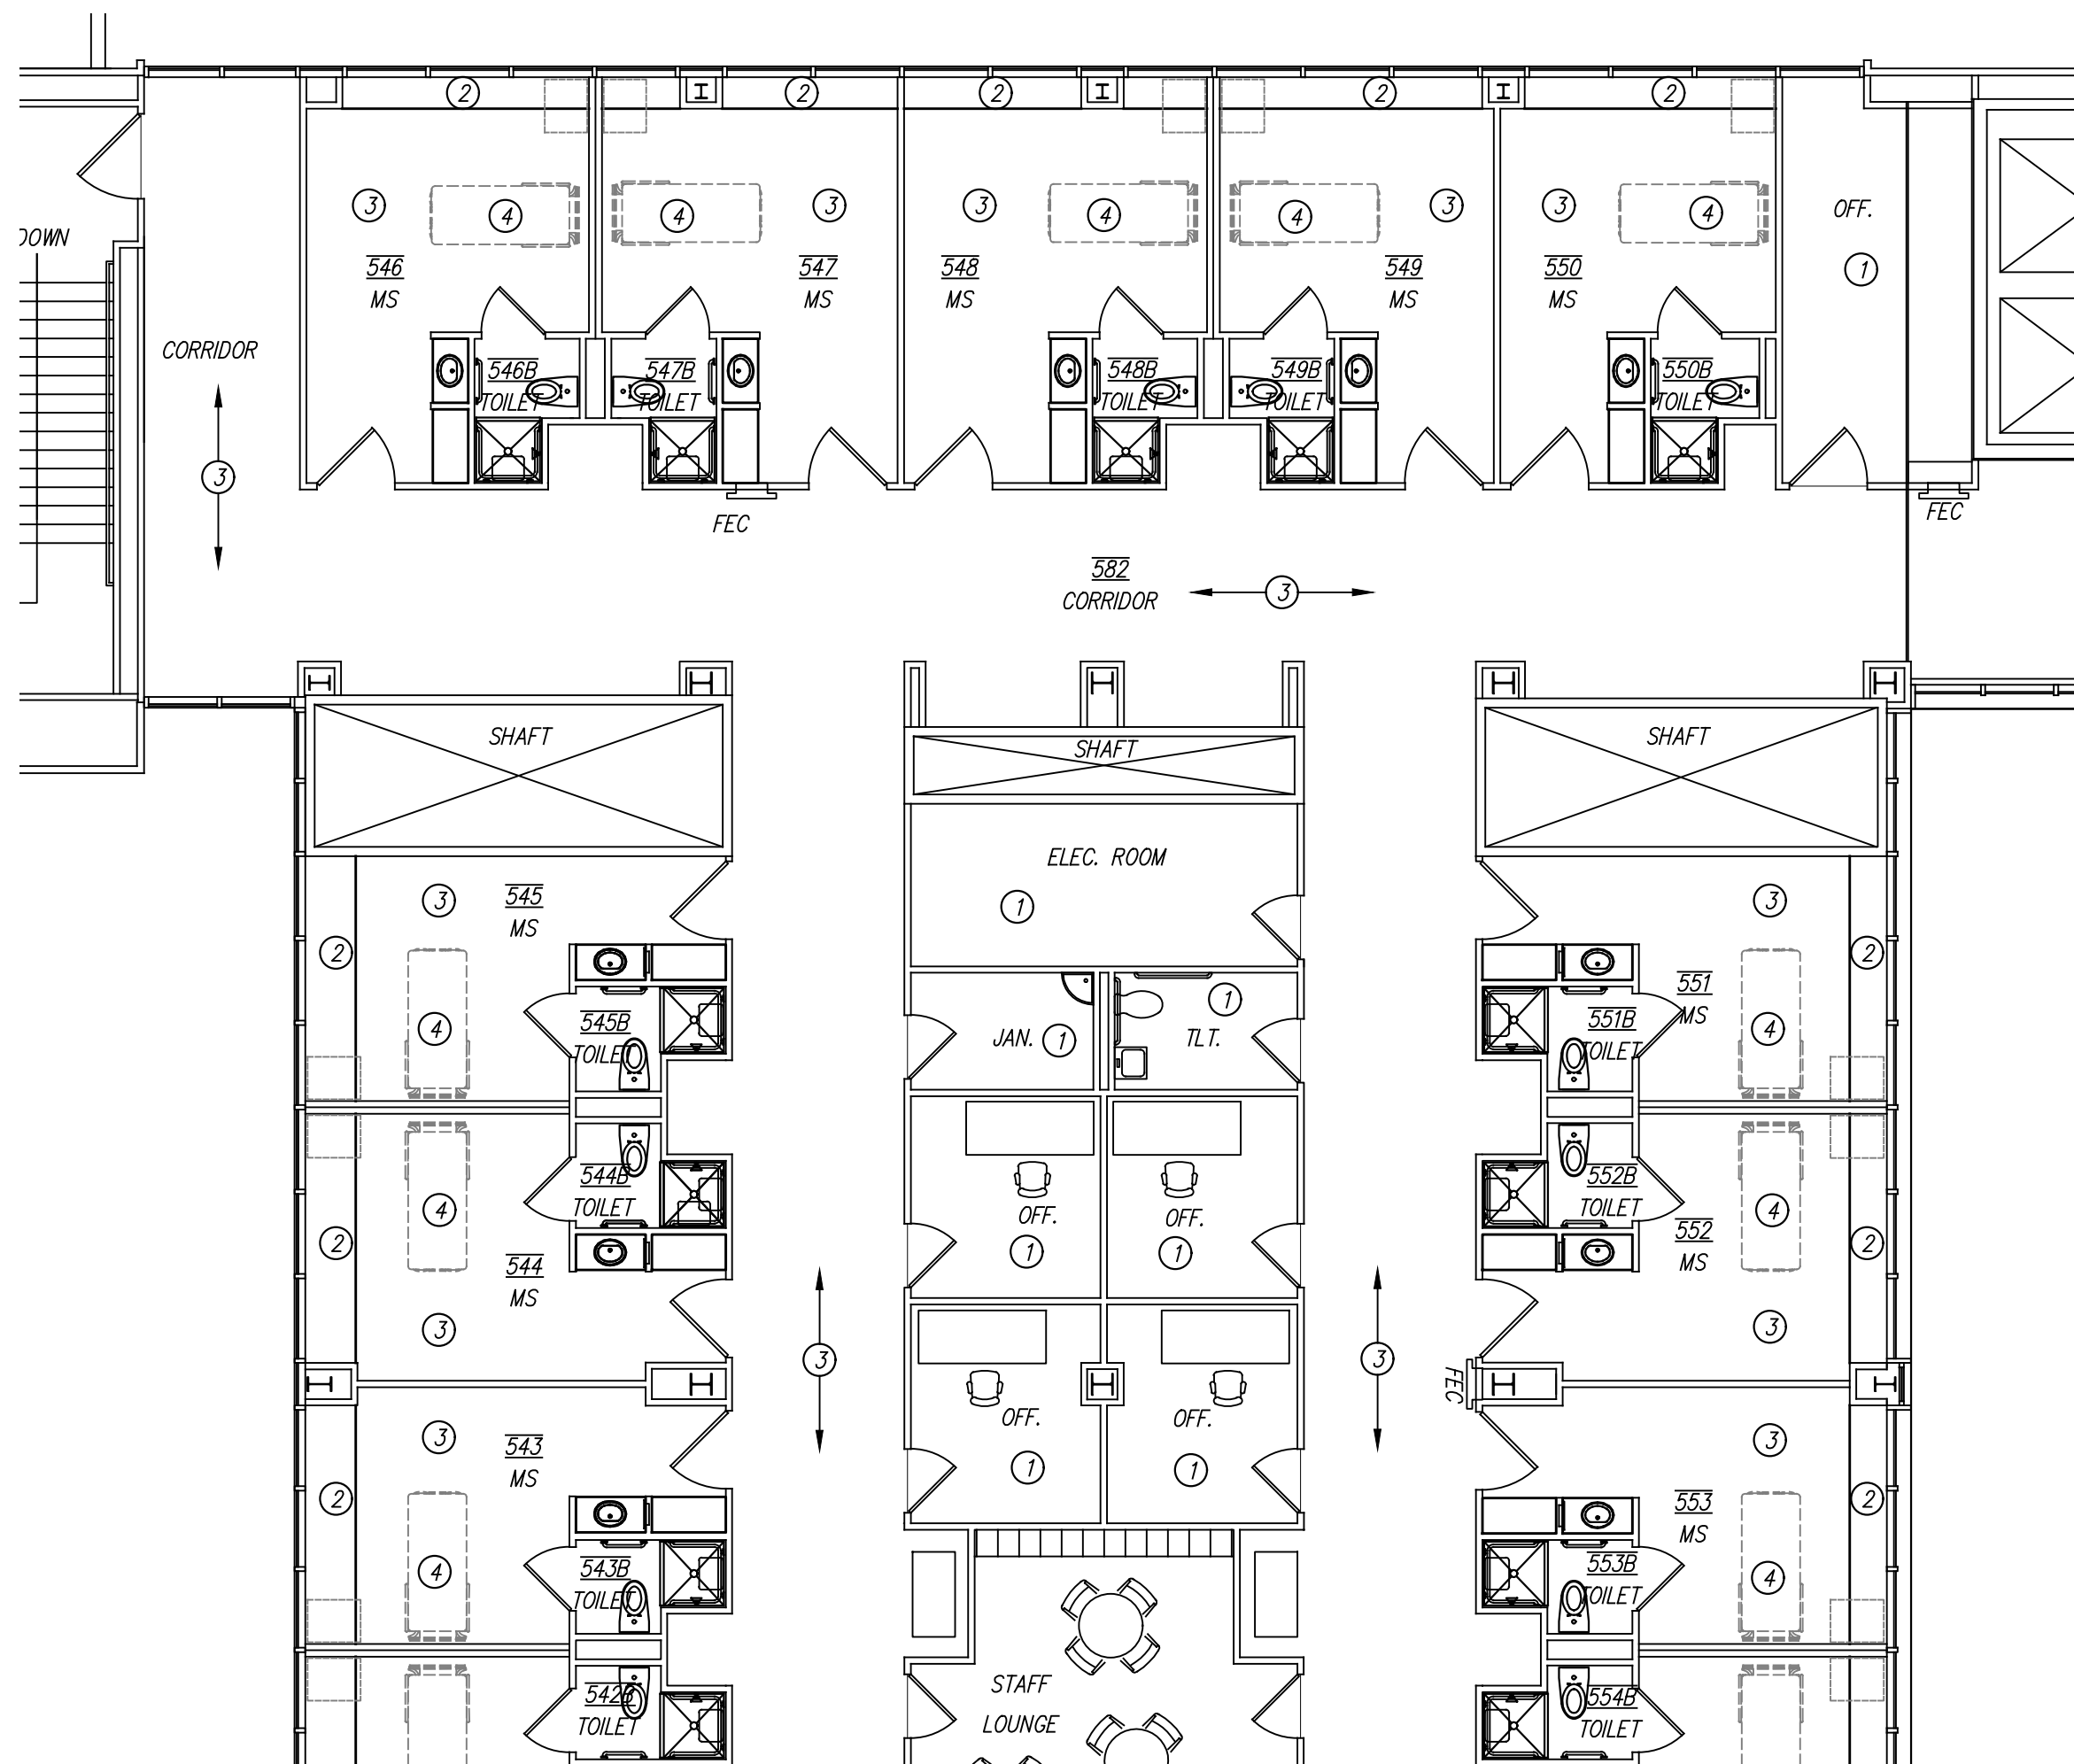 2
2
2
2
2
3
4
4
3
3
4
4
3
3
4
OFF.
DOWN
546
MS
547
MS
548
MS
549
MS
550
MS
1
CORRIDOR
546B
TOILET
547B
TOILET
548B
TOILET
549B
TOILET
550B
TOILET
3
FEC
FEC
582
CORRIDOR
3
SHAFT
SHAFT
SHAFT
ELEC. ROOM
1
3
545
MS
2
4
545B
TOILET
JAN.
1
1
TLT.
3
551
MS
2
551B
TOILET
4
544B
TOILET
4
2
544
MS
3
OFF.
1
OFF.
1
552B
TOILET
552
MS
4
2
3
3
3
FEC
3
543
MS
2
4
543B
TOILET
OFF.
1
OFF.
1
3
553
MS
2
553B
TOILET
4
542B
TOILET
STAFF
LOUNGE
554B
TOILET